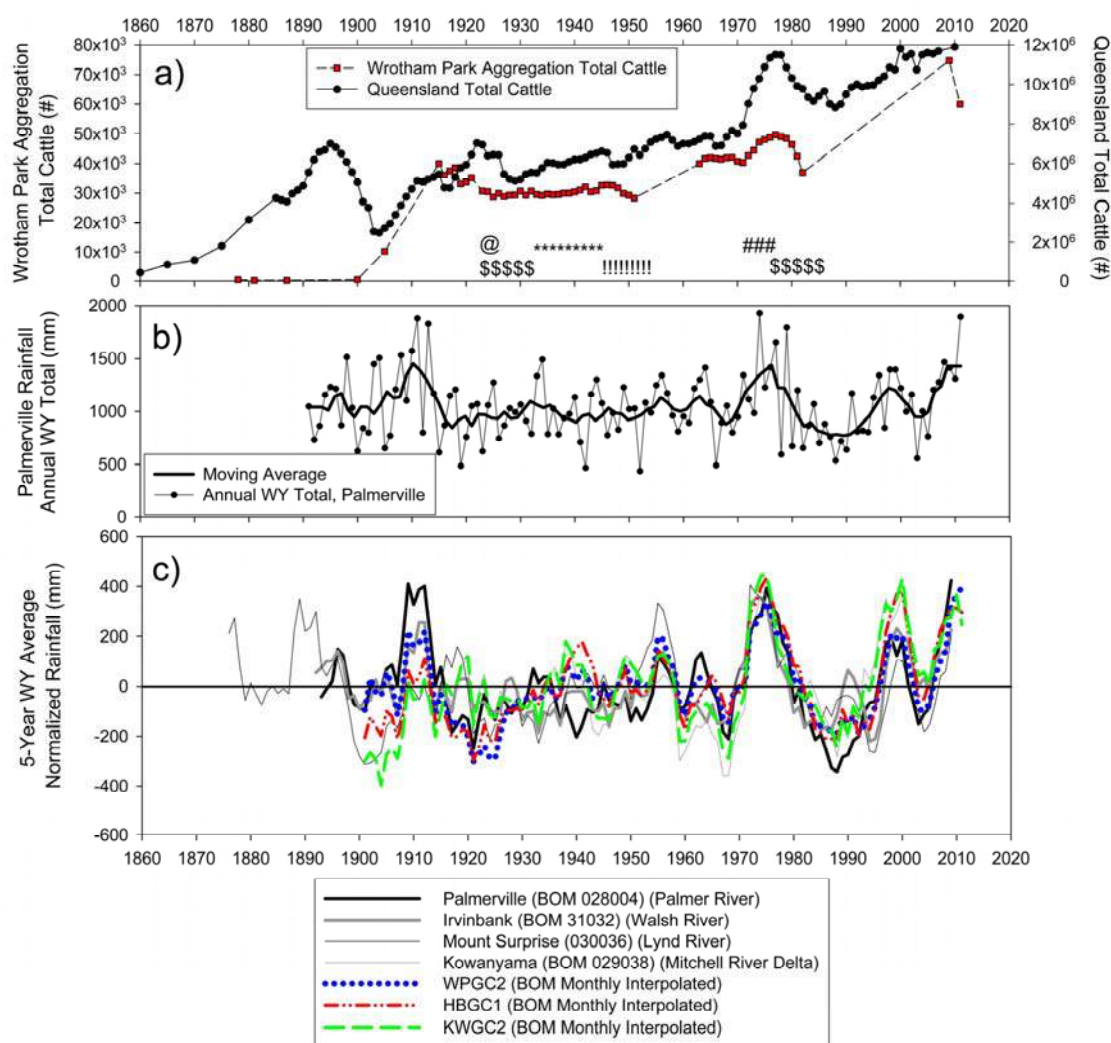 1860 1870 1880 1890 1900 1910 1920 1930 1940 1950 1960 1970 1980 1990 2000 2010 2020
a)
Wrotham Park Aggregation
Total Cattle
(#)
80x10³
70x10³
60x10³
50x10³
40x10³
30x10³
20x10³
10x10³
0
Wrotham Park Aggregation Total Cattle
Queensland Total Cattle
@
$$$$$
*********
!!!!!!!!!
###
$$$$$
12x10⁶
10x10⁶
8x10⁶
6x10⁶
4x10⁶
2x10⁶
0
Queensland Total Cattle
(#)
b)
Palmerville Rainfall
Annual WY Total (mm)
2000
1500
1000
500
0
Moving Average
Annual WY Total, Palmerville
c)
5-Year WY Average
Normalized Rainfall (mm)
600
400
200
0
-200
-400
-600
1860 1870 1880 1890 1900 1910 1920 1930 1940 1950 1960 1970 1980 1990 2000 2010 2020
Palmerville (BOM 028004) (Palmer River)
Irvinbank (BOM 31032) (Walsh River)
Mount Surprise (030036) (Lynd River)
Kowanyama (BOM 029038) (Mitchell River Delta)
WPGC2 (BOM Monthly Interpolated)
HBGC1 (BOM Monthly Interpolated)
KWGC2 (BOM Monthly Interpolated)